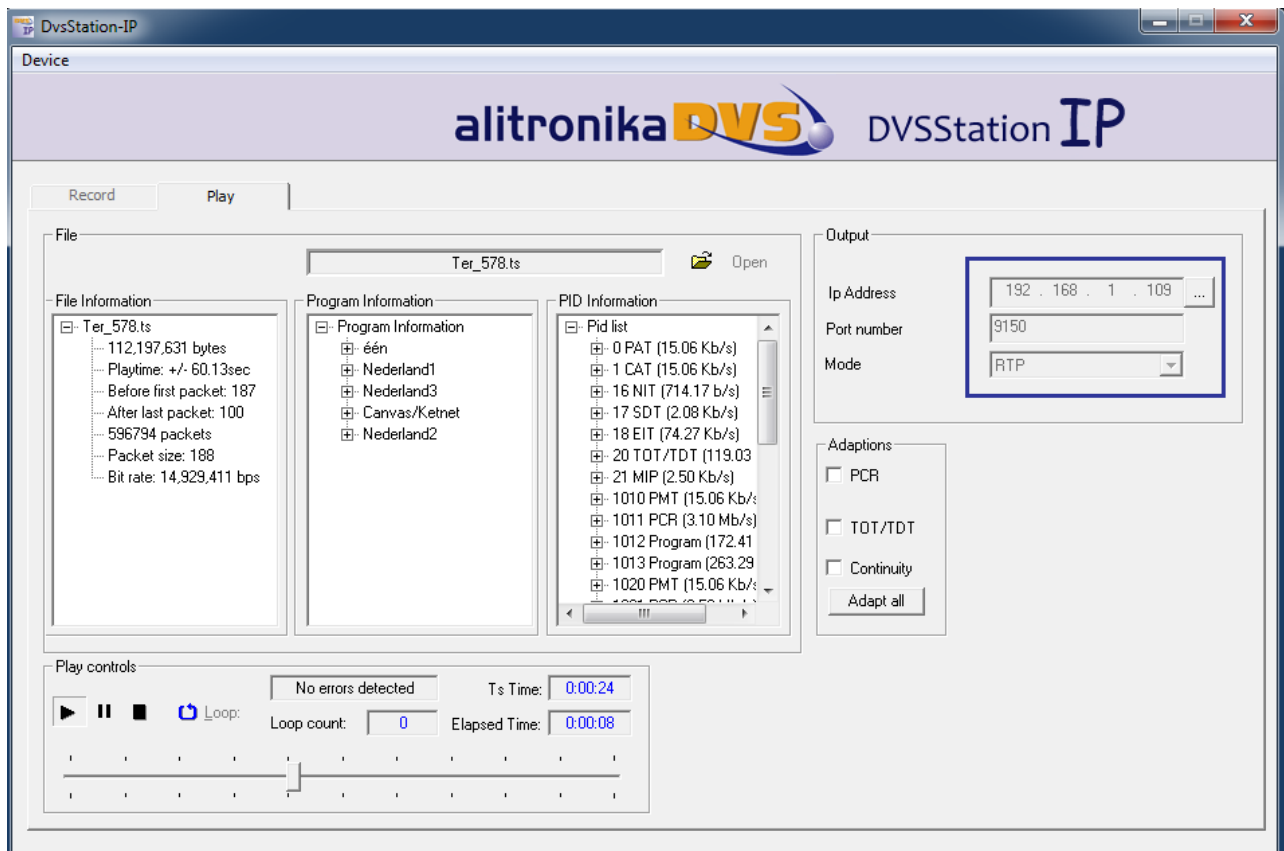 DvsStation-IP
Device
alitronika DVS DVSStation IP
Record Play
File
Ter_578.ts Open
File Information
Ter_578.ts
112,197,631 bytes
Playtime: +/- 60.13sec
Before first packet: 187
After last packet: 100
596794 packets
Packet size: 188
Bit rate: 14,929,411 bps
Program Information
Program Information
één
Nederland1
Nederland3
Canvas/Ketnet
Nederland2
PID Information
Pid list
0 PAT (15.06 Kb/s)
1 CAT (15.06 Kb/s)
16 NIT (714.17 b/s)
17 SDT (2.08 Kb/s)
18 EIT (74.27 Kb/s)
20 TOT/TDT (119.03
21 MIP (2.50 Kb/s)
1010 PMT (15.06 Kb/s
1011 PCR (3.10 Mb/s)
1012 Program (172.41
1013 Program (263.29
1020 PMT (15.06 Kb/s
Output
Ip Address 192 . 168 . 1 . 109 ...
Port number 9150
Mode RTP
Adaptions
PCR
TOT/TDT
Continuity
Adapt all
Play controls
No errors detected Ts Time: 0:00:24
Loop: Loop count: 0 Elapsed Time: 0:00:08